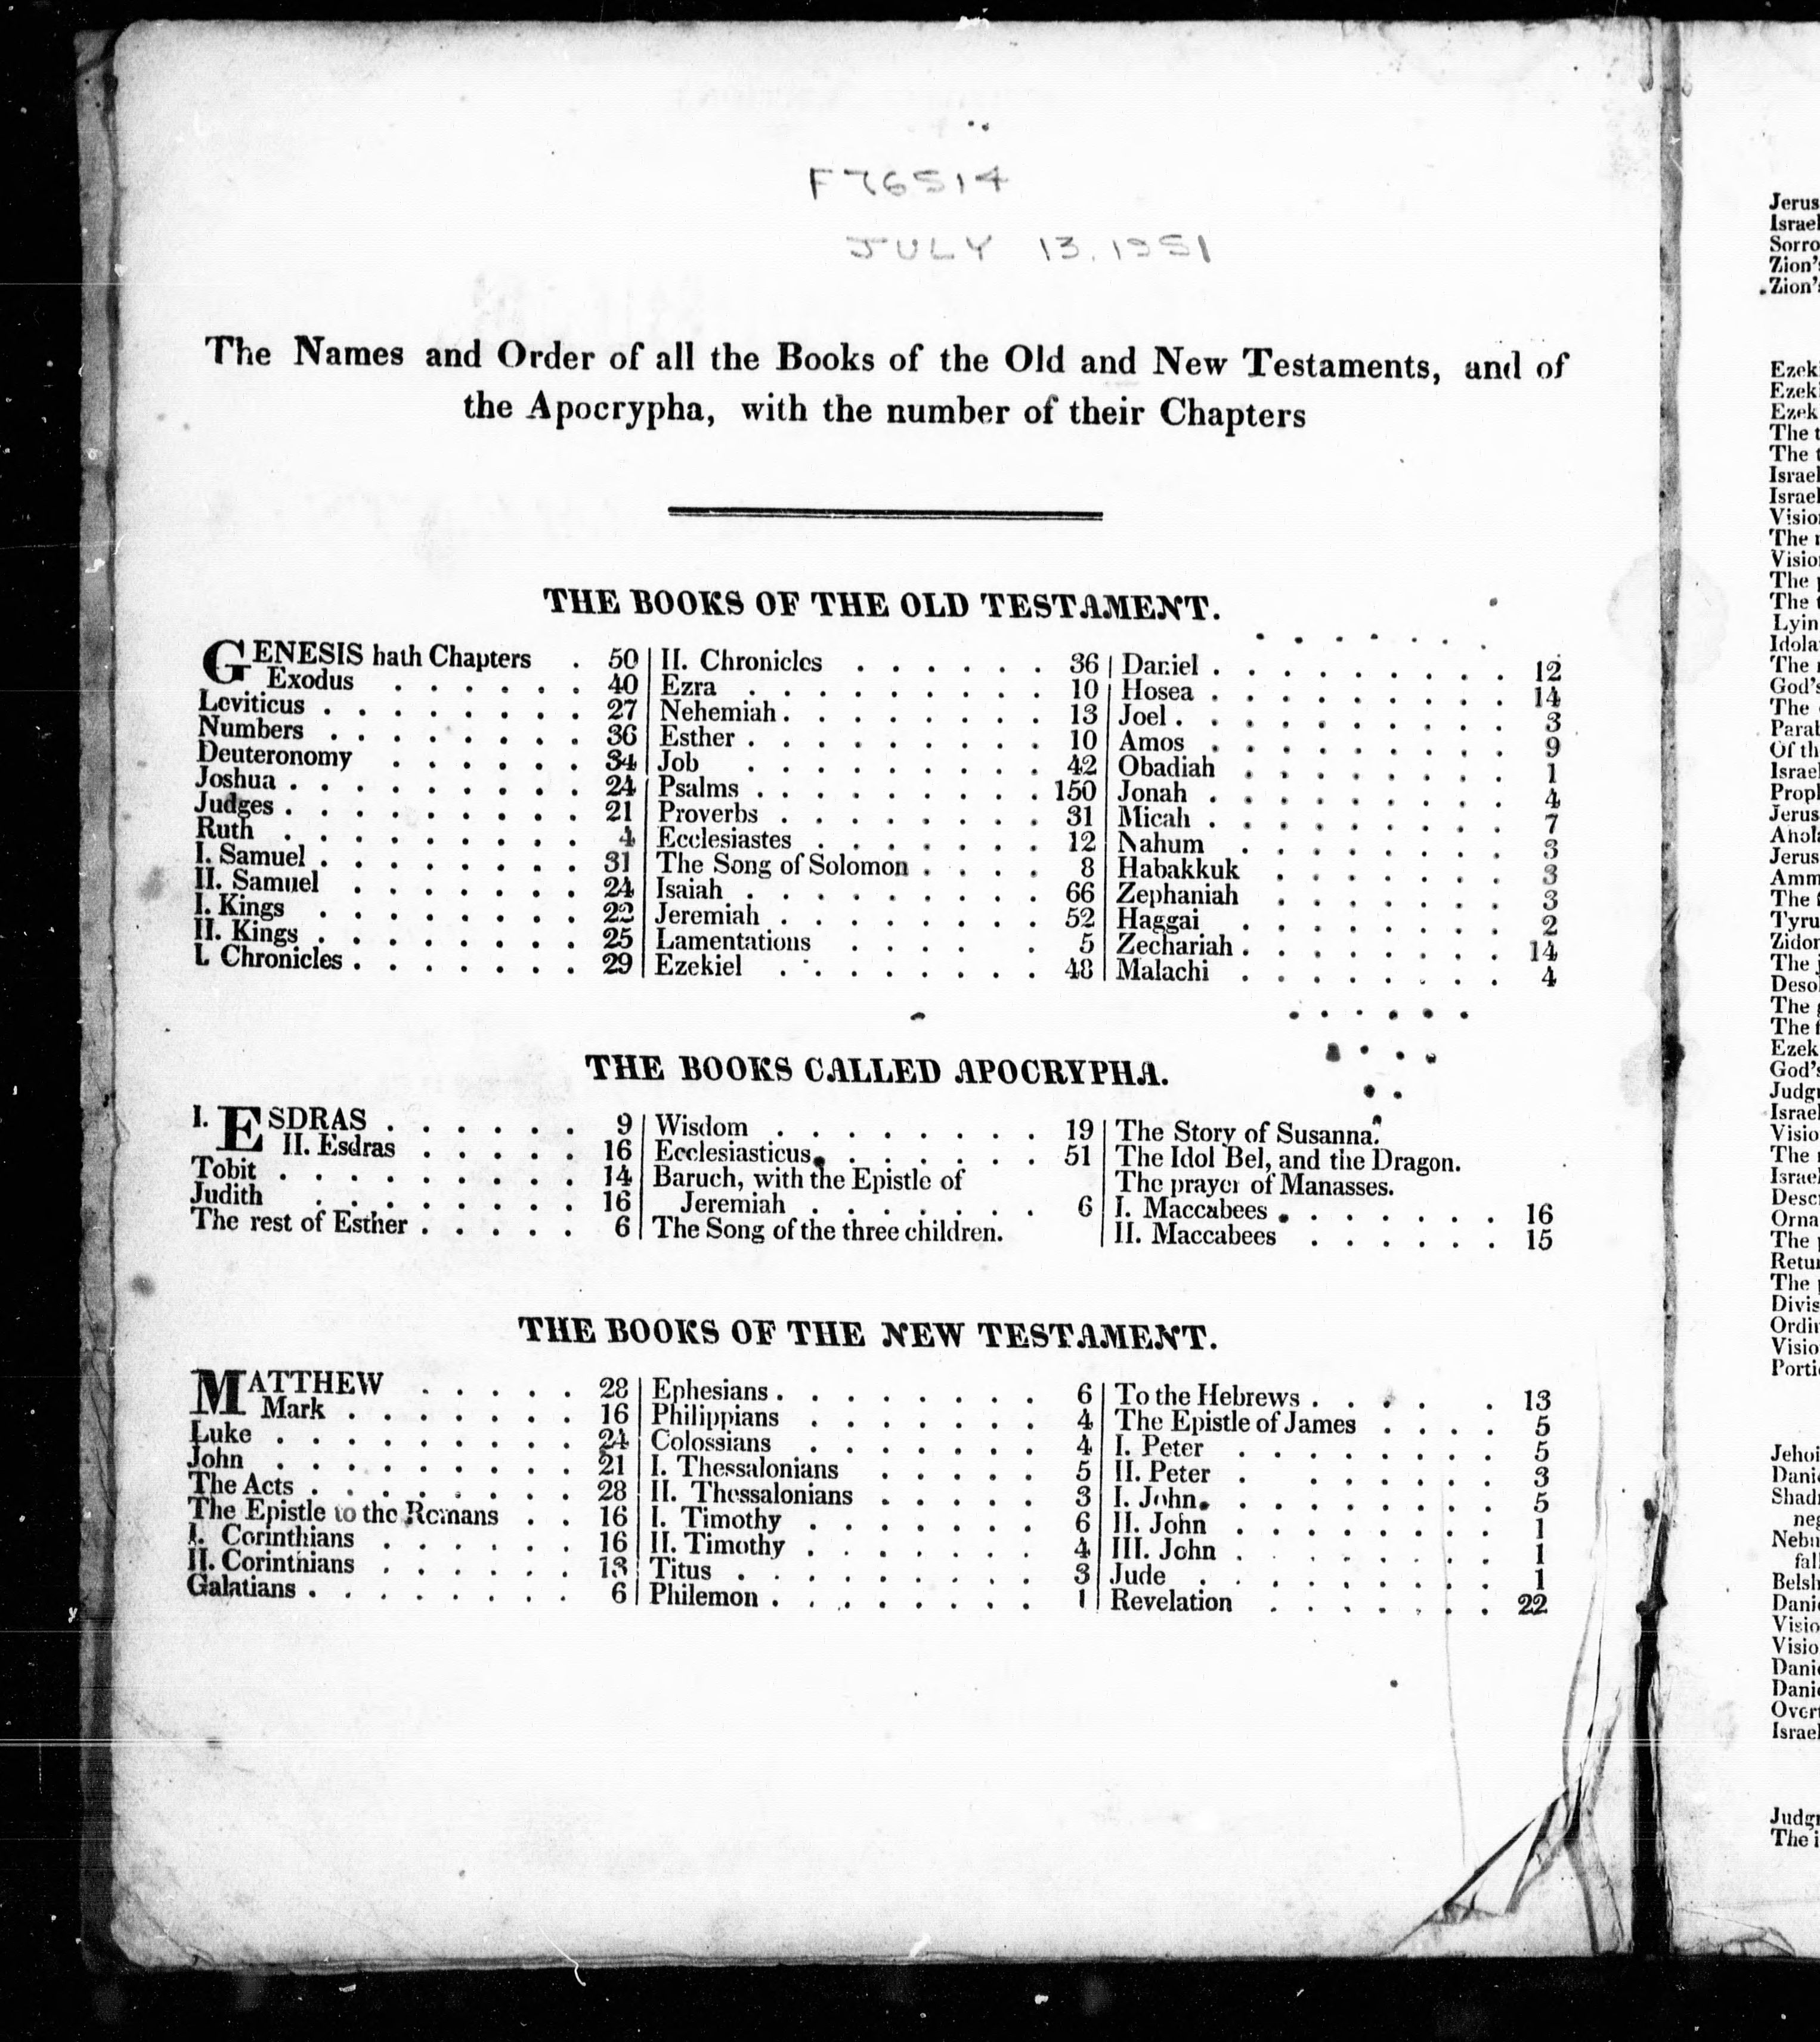 F76514
JULY 13, 1951
The Names and Order of all the Books of the Old and New Testaments, and of
the Apocrypha, with the number of their Chapters
THE BOOKS OF THE OLD TESTAMENT.
GENESIS hath Chapters . 50
Exodus . . . . . . 40
Leviticus . . . . . . . . 27
Numbers . . . . . . . . 36
Deuteronomy . . . . . . 34
Joshua . . . . . . . . . 24
Judges . . . . . . . . . 21
Ruth . . . . . . . . . 4
I. Samuel . . . . . . . . 31
II. Samuel . . . . . . . 24
I. Kings . . . . . . . . 22
II. Kings . . . . . . . . 25
I. Chronicles . . . . . . . 29
II. Chronicles . . . . . . 36
Ezra . . . . . . . . . 10
Nehemiah . . . . . . . . 13
Esther . . . . . . . . . 10
Job . . . . . . . . . 42
Psalms . . . . . . . . . 150
Proverbs . . . . . . . . 31
Ecclesiastes . . . . . . . 12
The Song of Solomon . . . . 8
Isaiah . . . . . . . . 66
Jeremiah . . . . . . . . 52
Lamentations . . . . . 5
Ezekiel . . . . . . . . 48
Daniel . . . . . . . . . 12
Hosea . . . . . . . . . 14
Joel . . . . . . . . . . 3
Amos . . . . . . . . . 9
Obadiah . . . . . . . . 1
Jonah . . . . . . . . . 4
Micah . . . . . . . . . 7
Nahum . . . . . . . . 3
Habakkuk . . . . . . . 3
Zephaniah . . . . . . . 3
Haggai . . . . . . . . 2
Zechariah . . . . . . . . 14
Malachi . . . . . . . . 4
THE BOOKS CALLED APOCRYPHA.
I. ESDRAS . . . . . . 9
II. Esdras . . . . . 16
Tobit . . . . . . . . . 14
Judith . . . . . . . . 16
The rest of Esther . . . . . 6
Wisdom . . . . . . . . 19
Ecclesiasticus . . . . . . . 51
Baruch, with the Epistle of
Jeremiah . . . . . . . 6
The Song of the three children.
The Story of Susanna.
The Idol Bel, and the Dragon.
The prayer of Manasses.
I. Maccabees . . . . . . . 16
II. Maccabees . . . . . . 15
THE BOOKS OF THE NEW TESTAMENT.
MATTHEW . . . . . 28
Mark . . . . . . . 16
Luke . . . . . . . . . 24
John . . . . . . . . . 21
The Acts . . . . . . . . 28
The Epistle to the Romans . . 16
I. Corinthians . . . . . . 16
II. Corinthians . . . . . . 13
Galatians . . . . . . . . 6
Ephesians . . . . . . . . 6
Philippians . . . . . . . 4
Colossians . . . . . . . 4
I. Thessalonians . . . . . 5
II. Thessalonians . . . . . 3
I. Timothy . . . . . . . 6
II. Timothy . . . . . . . 4
Titus . . . . . . . . . 3
Philemon . . . . . . . . 1
To the Hebrews . . . . . 13
The Epistle of James . . . . 5
I. Peter . . . . . . . . 5
II. Peter . . . . . . . 3
I. John . . . . . . . . . 5
II. John . . . . . . . . 1
III. John . . . . . . . . 1
Jude . . . . . . . . . 1
Revelation . . . . . . . 22